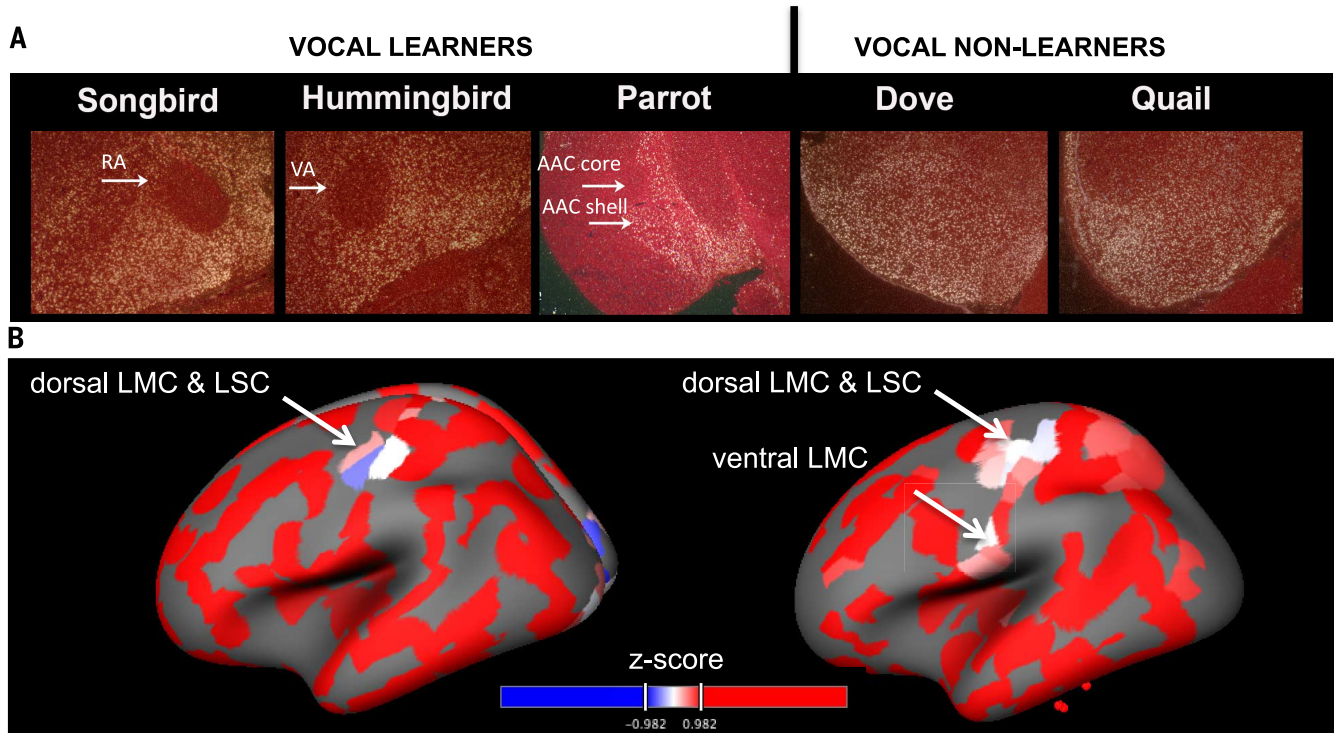 A
VOCAL LEARNERS
VOCAL NON-LEARNERS
Songbird
Hummingbird
Parrot
Dove
Quail
RA
VA
AAC core
AAC shell
B
dorsal LMC & LSC
dorsal LMC & LSC
ventral LMC
z-score
-0.982 0.982